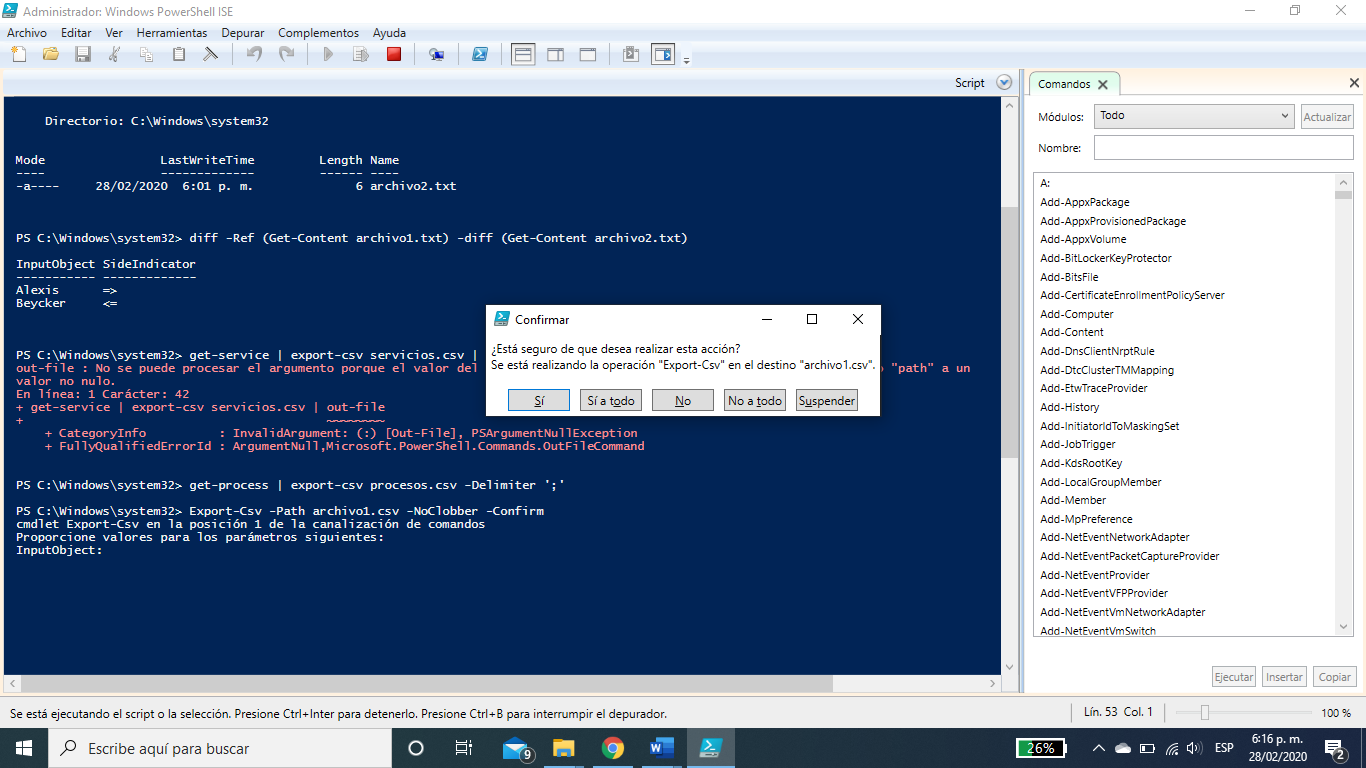 Administrador: Windows PowerShell ISE
Archivo Editar Ver Herramientas Depurar Complementos Ayuda
Script
Directorio: C:\Windows\system32
Mode                LastWriteTime         Length Name
----                -------------         ------ ----
-a----     28/02/2020  6:01 p. m.              6 archivo2.txt
PS C:\Windows\system32> diff -Ref (Get-Content archivo1.txt) -diff (Get-Content archivo2.txt)
InputObject SideIndicator
----------- -------------
Alexis      =>
Beycker     <=
PS C:\Windows\system32> get-service | export-csv servicios.csv |
out-file : No se puede procesar el argumento porque el valor del "path" a un
valor no nulo.
En línea: 1 Carácter: 42
+ get-service | export-csv servicios.csv | out-file
+                                          ~~~~~~~~
    + CategoryInfo          : InvalidArgument: (:) [Out-File], PSArgumentNullException
    + FullyQualifiedErrorId : ArgumentNull,Microsoft.PowerShell.Commands.OutFileCommand
PS C:\Windows\system32> get-process | export-csv procesos.csv -Delimiter ';'
PS C:\Windows\system32> Export-Csv -Path archivo1.csv -NoClobber -Confirm
cmdlet Export-Csv en la posición 1 de la canalización de comandos
Proporcione valores para los parámetros siguientes:
InputObject:
Confirmar
¿Está seguro de que desea realizar esta acción?
Se está realizando la operación "Export-Csv" en el destino "archivo1.csv".
Sí Sí a todo No No a todo Suspender
Comandos
Módulos: Todo Actualizar
Nombre:
A:
Add-AppxPackage
Add-AppxProvisionedPackage
Add-AppxVolume
Add-BitLockerKeyProtector
Add-BitsFile
Add-CertificateEnrollmentPolicyServer
Add-Computer
Add-Content
Add-DnsClientNrptRule
Add-DtcClusterTMMapping
Add-EtwTraceProvider
Add-History
Add-InitiatorIdToMaskingSet
Add-JobTrigger
Add-KdsRootKey
Add-LocalGroupMember
Add-Member
Add-MpPreference
Add-NetEventNetworkAdapter
Add-NetEventPacketCaptureProvider
Add-NetEventProvider
Add-NetEventVFPProvider
Add-NetEventVmNetworkAdapter
Add-NetEventVmSwitch
Ejecutar Insertar Copiar
Se está ejecutando el script o la selección. Presione Ctrl+Inter para detenerlo. Presione Ctrl+B para interrumpir el depurador.
Lín. 53 Col. 1
100 %
Escribe aquí para buscar
9
26%
ESP
6:16 p. m.
28/02/2020
2